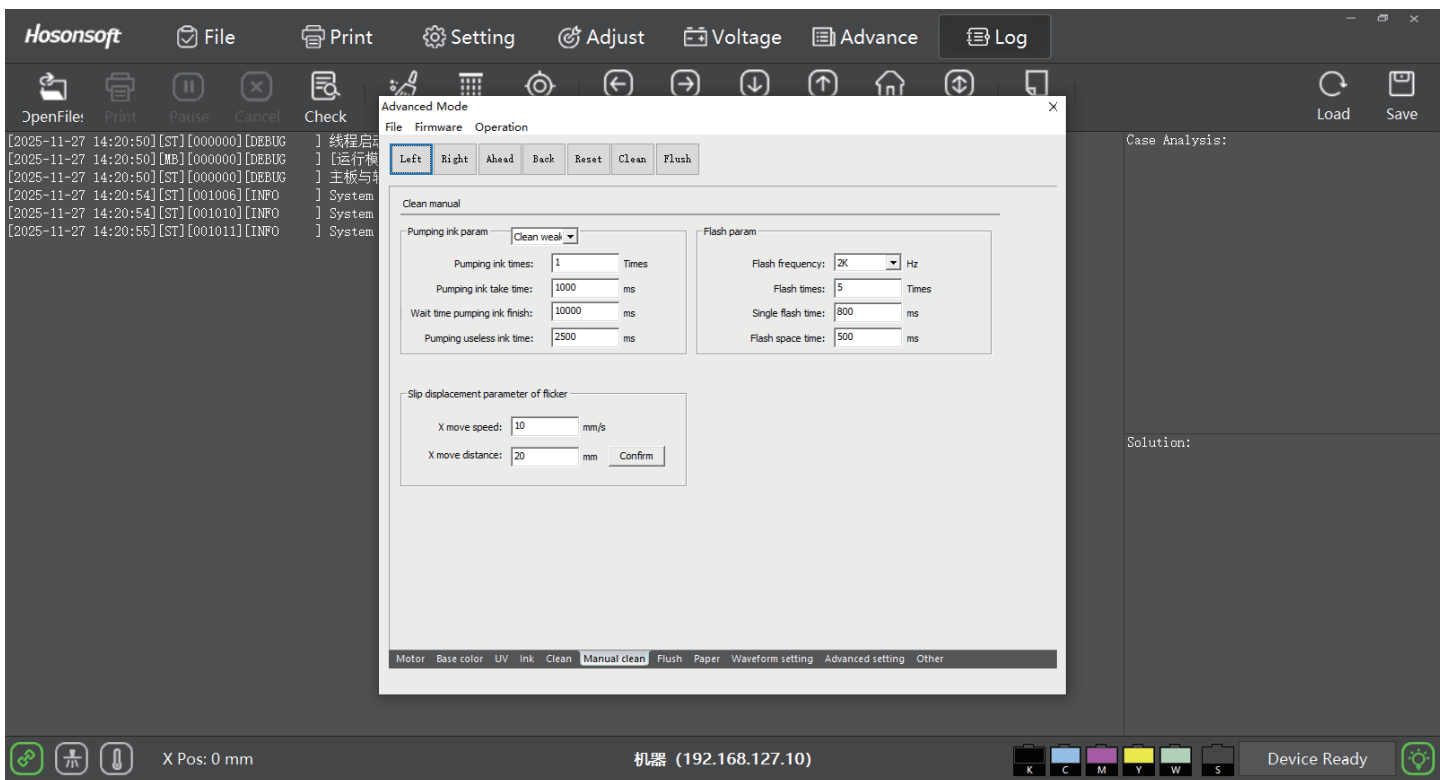 Hosonsoft File Print Setting Adjust Voltage Advance Log
OpenFiles Print Pause Cancel Check Load Save
Advanced Mode
File Firmware Operation
Left Right Ahead Back Reset Clean Flush
[2025-11-27 14:20:50][ST][000000][DEBUG ] 线程启
[2025-11-27 14:20:50][MB][000000][DEBUG ] [运行模
[2025-11-27 14:20:50][ST][000000][DEBUG ] 主板与
[2025-11-27 14:20:54][ST][001006][INFO ] System
[2025-11-27 14:20:54][ST][001010][INFO ] System
[2025-11-27 14:20:55][ST][001011][INFO ] System
Clean manual
Pumping ink param Clean weak
Pumping ink times: 1 Times
Pumping ink take time: 1000 ms
Wait time pumping ink finish: 10000 ms
Pumping useless ink time: 2500 ms
Flash param
Flash frequency: 2K Hz
Flash times: 5 Times
Single flash time: 800 ms
Flash space time: 500 ms
Slip displacement parameter of flicker
X move speed: 10 mm/s
X move distance: 20 mm Confirm
Motor Base color UV Ink Clean Manual clean Flush Paper Waveform setting Advanced setting Other
Case Analysis:
Solution:
X Pos: 0 mm 机器 (192.168.127.10) K C M Y W S Device Ready